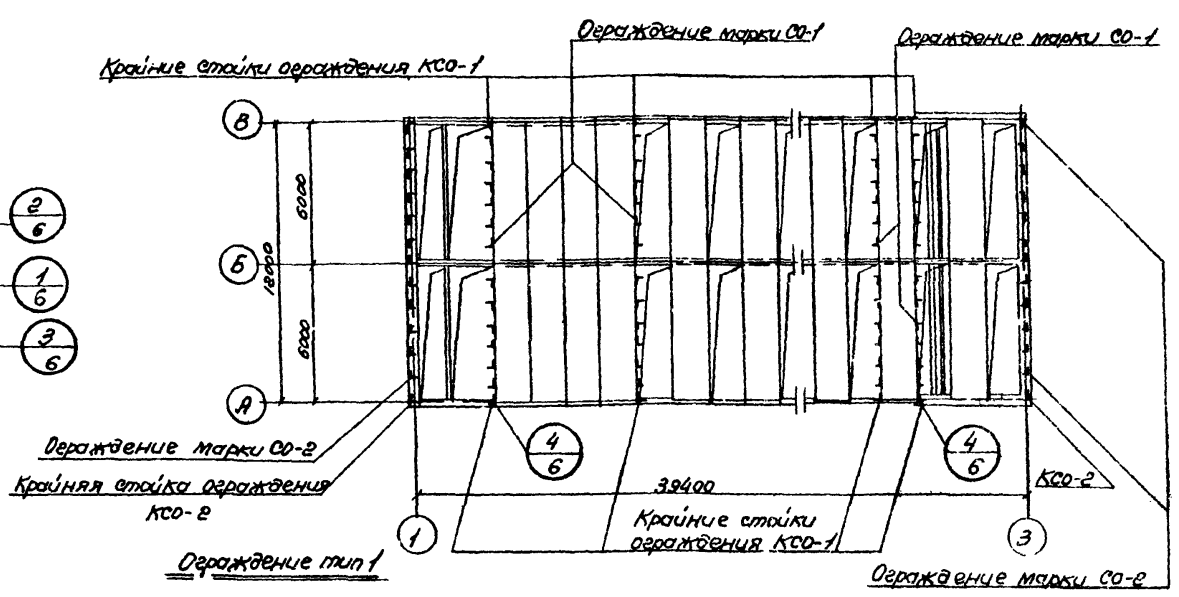 Ограждение марки СО-1
Ограждение марки СО-1
Крайние стойки ограждения КСО-1
В
2
6
6000
12000
Б
1
6
3
6
6000
А
Ограждение марки СО-2
4
6
4
6
Крайняя стойка ограждения
КСО-2
39400
КСО-2
Крайние стойки
ограждения КСО-1
1
3
Ограждение тип 1
Ограждение марки СО-2